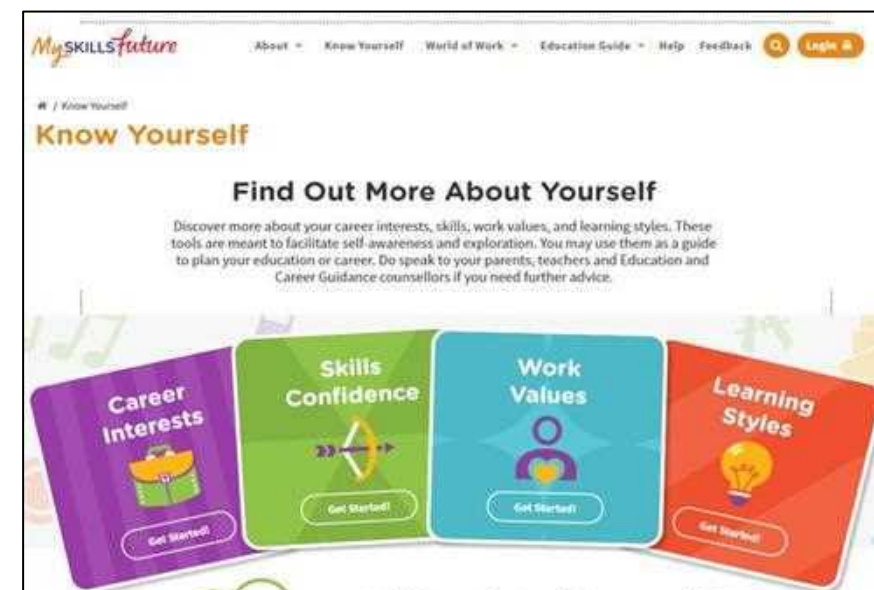 MySKILLSfuture
About Know Yourself World of Work Education Guide Help Feedback Login
/ Know Yourself
Know Yourself
Find Out More About Yourself
Discover more about your career interests, skills, work values, and learning styles. These
tools are meant to facilitate self-awareness and exploration. You may use them as a guide
to plan your education or career. Do speak to your parents, teachers and Education and
Career Guidance counsellors if you need further advice.
Career
Interests
Get Started!
Skills
Confidence
Get Started!
Work
Values
Get Started!
Learning
Styles
Get Started!